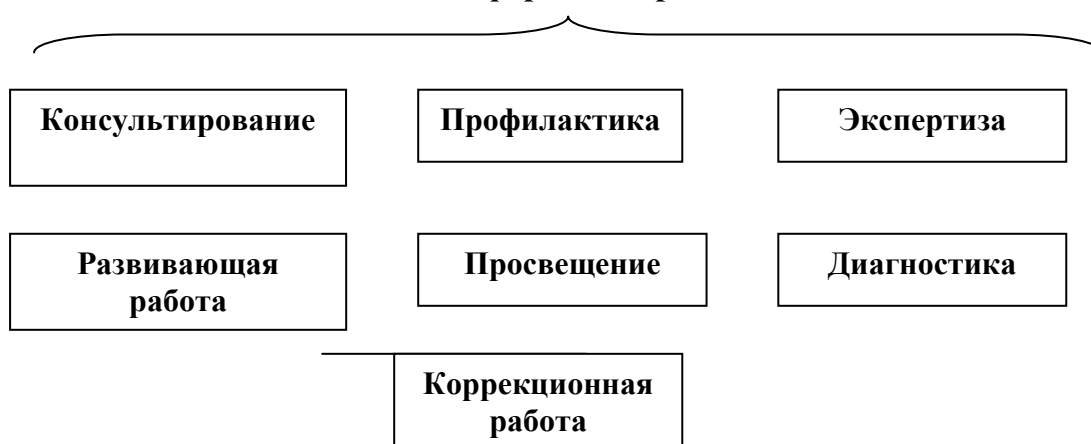 Консультирование
Профилактика
Экспертиза
Развивающая
работа
Просвещение
Диагностика
Коррекционная
работа